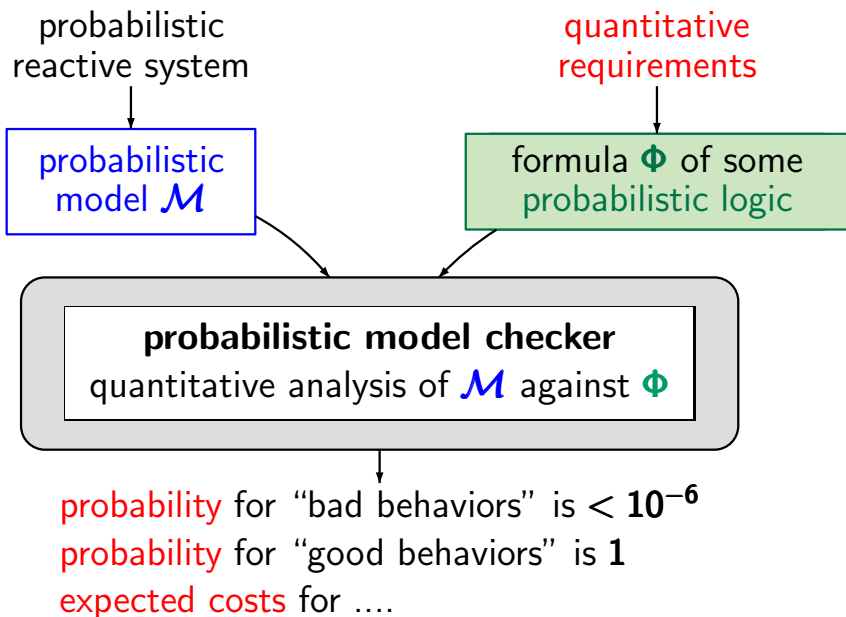 probabilistic
reactive system
quantitative
requirements
probabilistic
model 𝓜
formula Φ of some
probabilistic logic
probabilistic model checker
quantitative analysis of 𝓜 against Φ
probability for “bad behaviors” is < 10⁻⁶
probability for “good behaviors” is 1
expected costs for ....